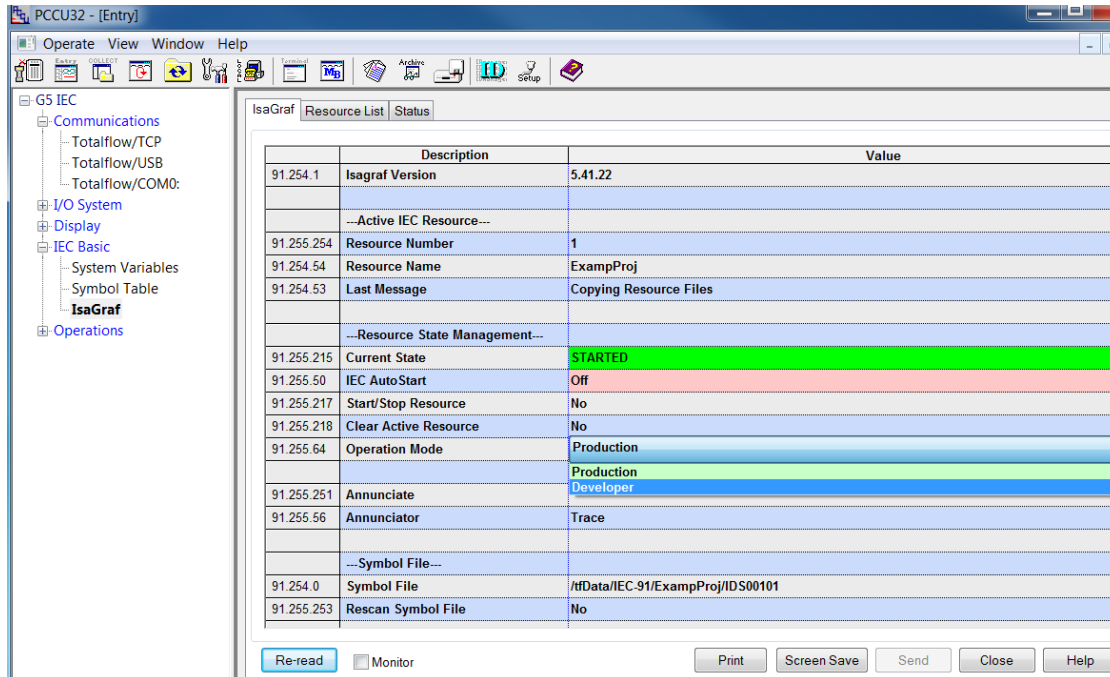 PCCU32 - [Entry]
Operate View Window Help
Entry COLLECT Terminal MB Archive ID Setup
G5 IEC
Communications
Totalflow/TCP
Totalflow/USB
Totalflow/COM0:
I/O System
Display
IEC Basic
System Variables
Symbol Table
IsaGraf
Operations
IsaGraf Resource List Status
Description Value
91.254.1 Isagraf Version 5.41.22
---Active IEC Resource---
91.255.254 Resource Number 1
91.254.54 Resource Name ExampProj
91.254.53 Last Message Copying Resource Files
---Resource State Management---
91.255.215 Current State STARTED
91.255.50 IEC AutoStart Off
91.255.217 Start/Stop Resource No
91.255.218 Clear Active Resource No
91.255.64 Operation Mode Production
Production
Developer
91.255.251 Annunciate
91.255.56 Annunciator Trace
---Symbol File---
91.254.0 Symbol File /tfData/IEC-91/ExampProj/IDS00101
91.255.253 Rescan Symbol File No
Re-read Monitor Print Screen Save Send Close Help